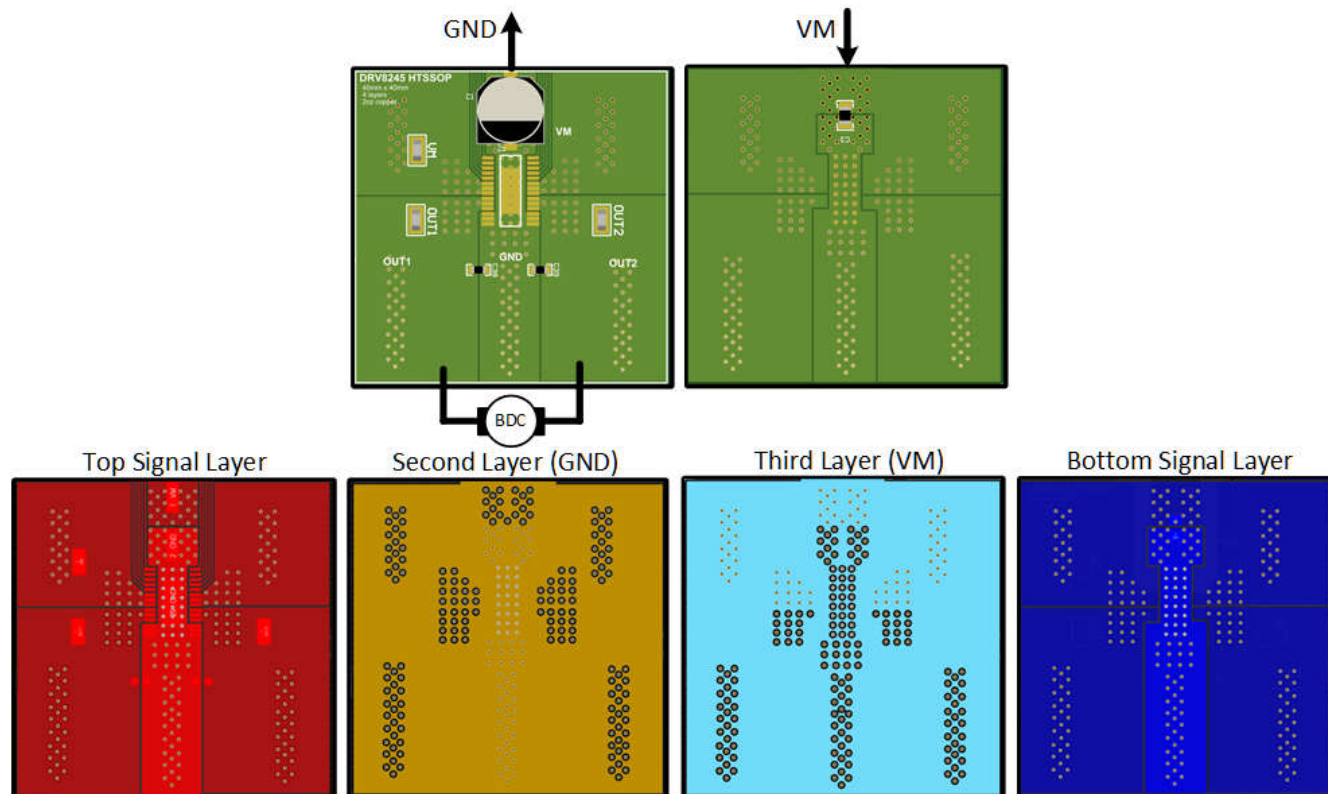 GND
VM
DRV8245 HTSSOP
40mm x 40mm
4 layers
2oz copper
VM
VM
OUT1
OUT2
GND
OUT1
OUT2
BDC
Top Signal Layer
Second Layer (GND)
Third Layer (VM)
Bottom Signal Layer